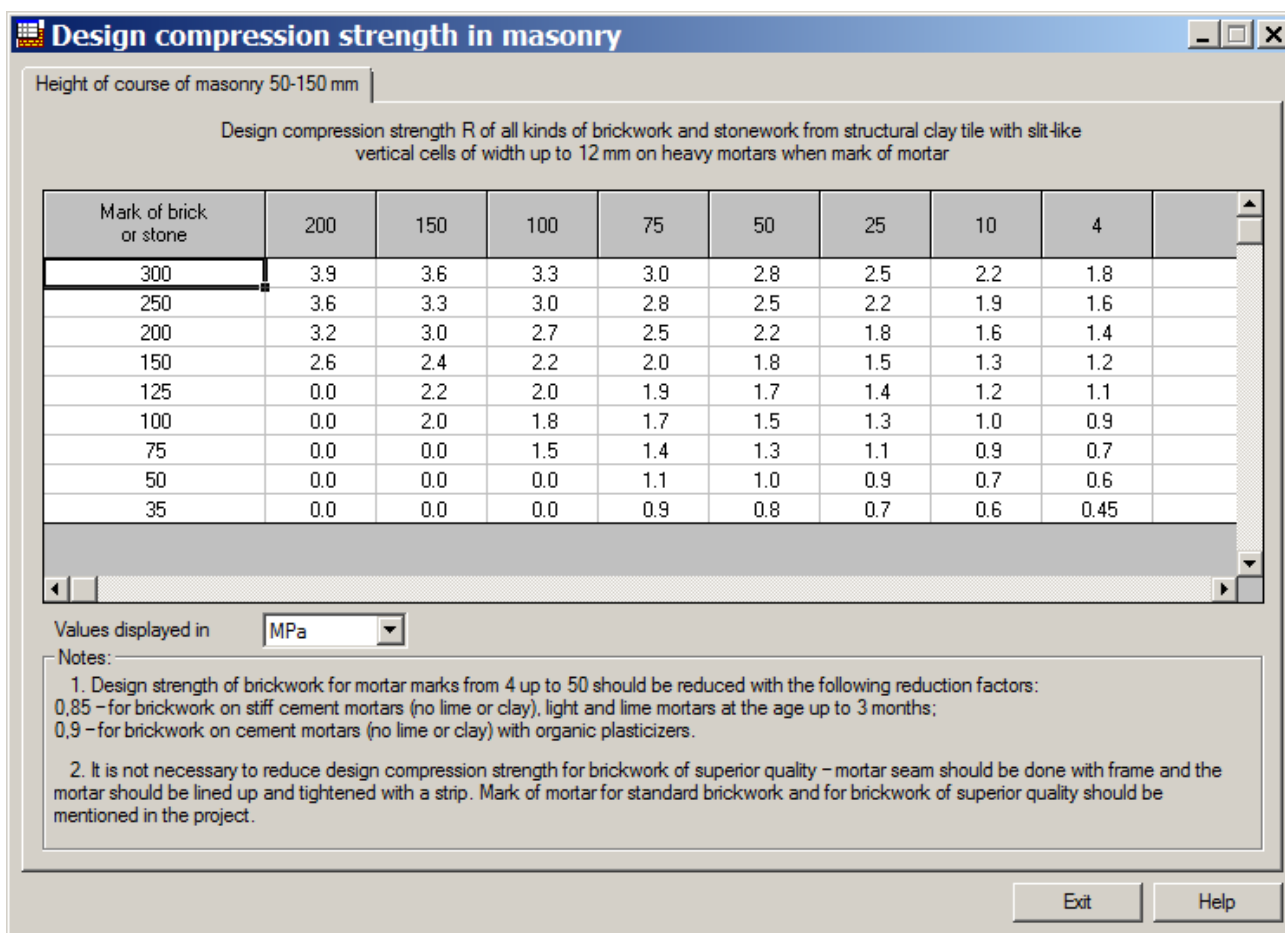 Design compression strength in masonry
Height of course of masonry 50-150 mm
Design compression strength R of all kinds of brickwork and stonework from structural clay tile with slit-like
vertical cells of width up to 12 mm on heavy mortars when mark of mortar
Mark of brick
or stone 200 150 100 75 50 25 10 4
300 3.9 3.6 3.3 3.0 2.8 2.5 2.2 1.8
250 3.6 3.3 3.0 2.8 2.5 2.2 1.9 1.6
200 3.2 3.0 2.7 2.5 2.2 1.8 1.6 1.4
150 2.6 2.4 2.2 2.0 1.8 1.5 1.3 1.2
125 0.0 2.2 2.0 1.9 1.7 1.4 1.2 1.1
100 0.0 2.0 1.8 1.7 1.5 1.3 1.0 0.9
75 0.0 0.0 1.5 1.4 1.3 1.1 0.9 0.7
50 0.0 0.0 0.0 1.1 1.0 0.9 0.7 0.6
35 0.0 0.0 0.0 0.9 0.8 0.7 0.6 0.45
Values displayed in MPa
Notes:
1. Design strength of brickwork for mortar marks from 4 up to 50 should be reduced with the following reduction factors:
0,85 – for brickwork on stiff cement mortars (no lime or clay), light and lime mortars at the age up to 3 months;
0,9 – for brickwork on cement mortars (no lime or clay) with organic plasticizers.
2. It is not necessary to reduce design compression strength for brickwork of superior quality – mortar seam should be done with frame and the
mortar should be lined up and tightened with a strip. Mark of mortar for standard brickwork and for brickwork of superior quality should be
mentioned in the project.
Exit Help